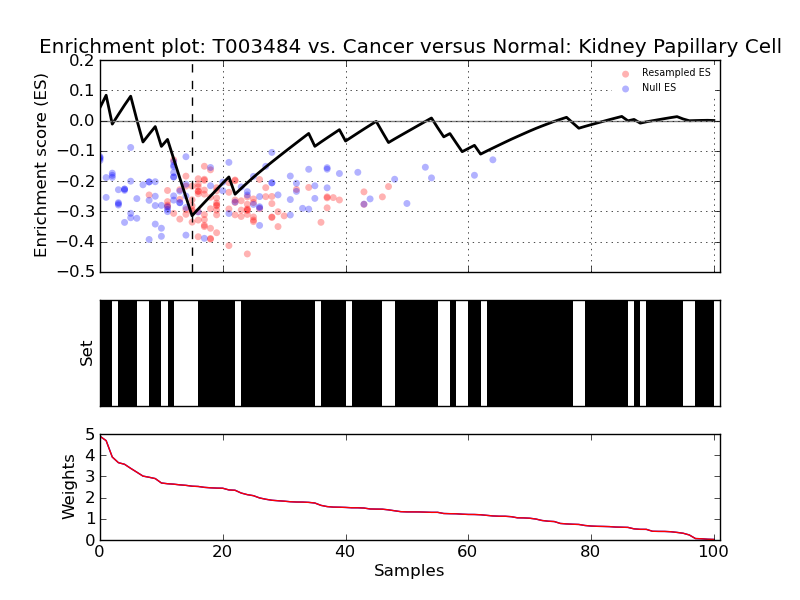 Enrichment plot: T003484 vs. Cancer versus Normal: Kidney Papillary Cell
Enrichment score (ES)
0.2
0.1
0.0
−0.1
−0.2
−0.3
−0.4
−0.5
Resampled ES
Null ES
Set
Weights
5
4
3
2
1
0
0 20 40 60 80 100
Samples